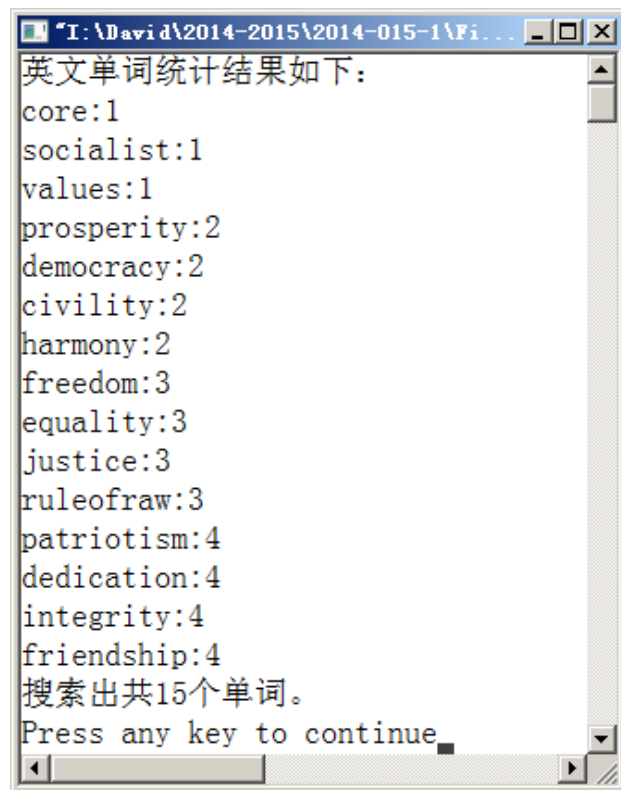 "I:\David\2014-2015\2014-015-1\Fi...
英文单词统计结果如下：
core:1
socialist:1
values:1
prosperity:2
democracy:2
civility:2
harmony:2
freedom:3
equality:3
justice:3
ruleofraw:3
patriotism:4
dedication:4
integrity:4
friendship:4
搜索出共15个单词。
Press any key to continue